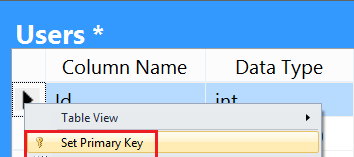 Users *
Column Name Data Type
Id int
Table View
Set Primary Key